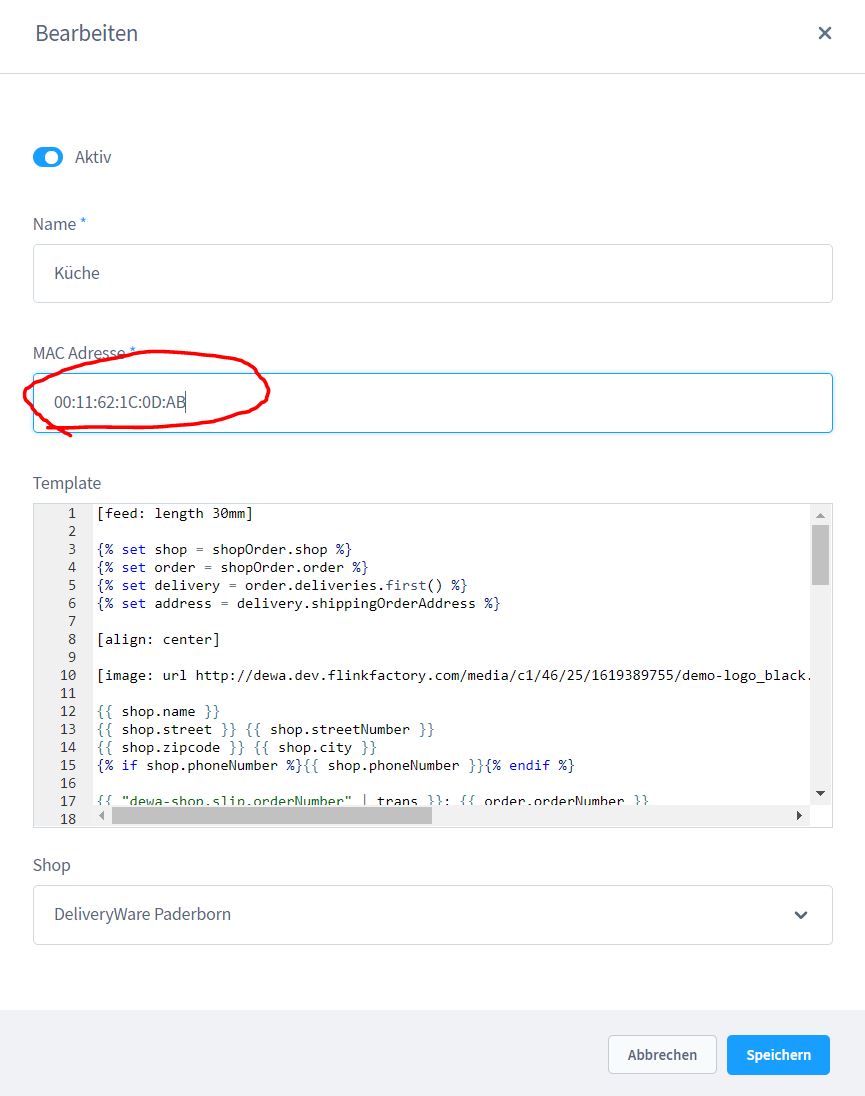 Bearbeiten
Aktiv
Name *
Küche
MAC Adresse *
00:11:62:1C:0D:AB
Template
1 [feed: length 30mm]
2
3 {% set shop = shopOrder.shop %}
4 {% set order = shopOrder.order %}
5 {% set delivery = order.deliveries.first() %}
6 {% set address = delivery.shippingOrderAddress %}
7
8 [align: center]
9
10 [image: url http://dewa.dev.flinkfactory.com/media/c1/46/25/1619389755/demo-logo_black.
11
12 {{ shop.name }}
13 {{ shop.street }} {{ shop.streetNumber }}
14 {{ shop.zipcode }} {{ shop.city }}
15 {% if shop.phoneNumber %}{{ shop.phoneNumber }}{% endif %}
16
17 {{ "dewa-shop.slip.orderNumber" | trans }}: {{ order.orderNumber }}
18
Shop
DeliveryWare Paderborn
Abbrechen
Speichern